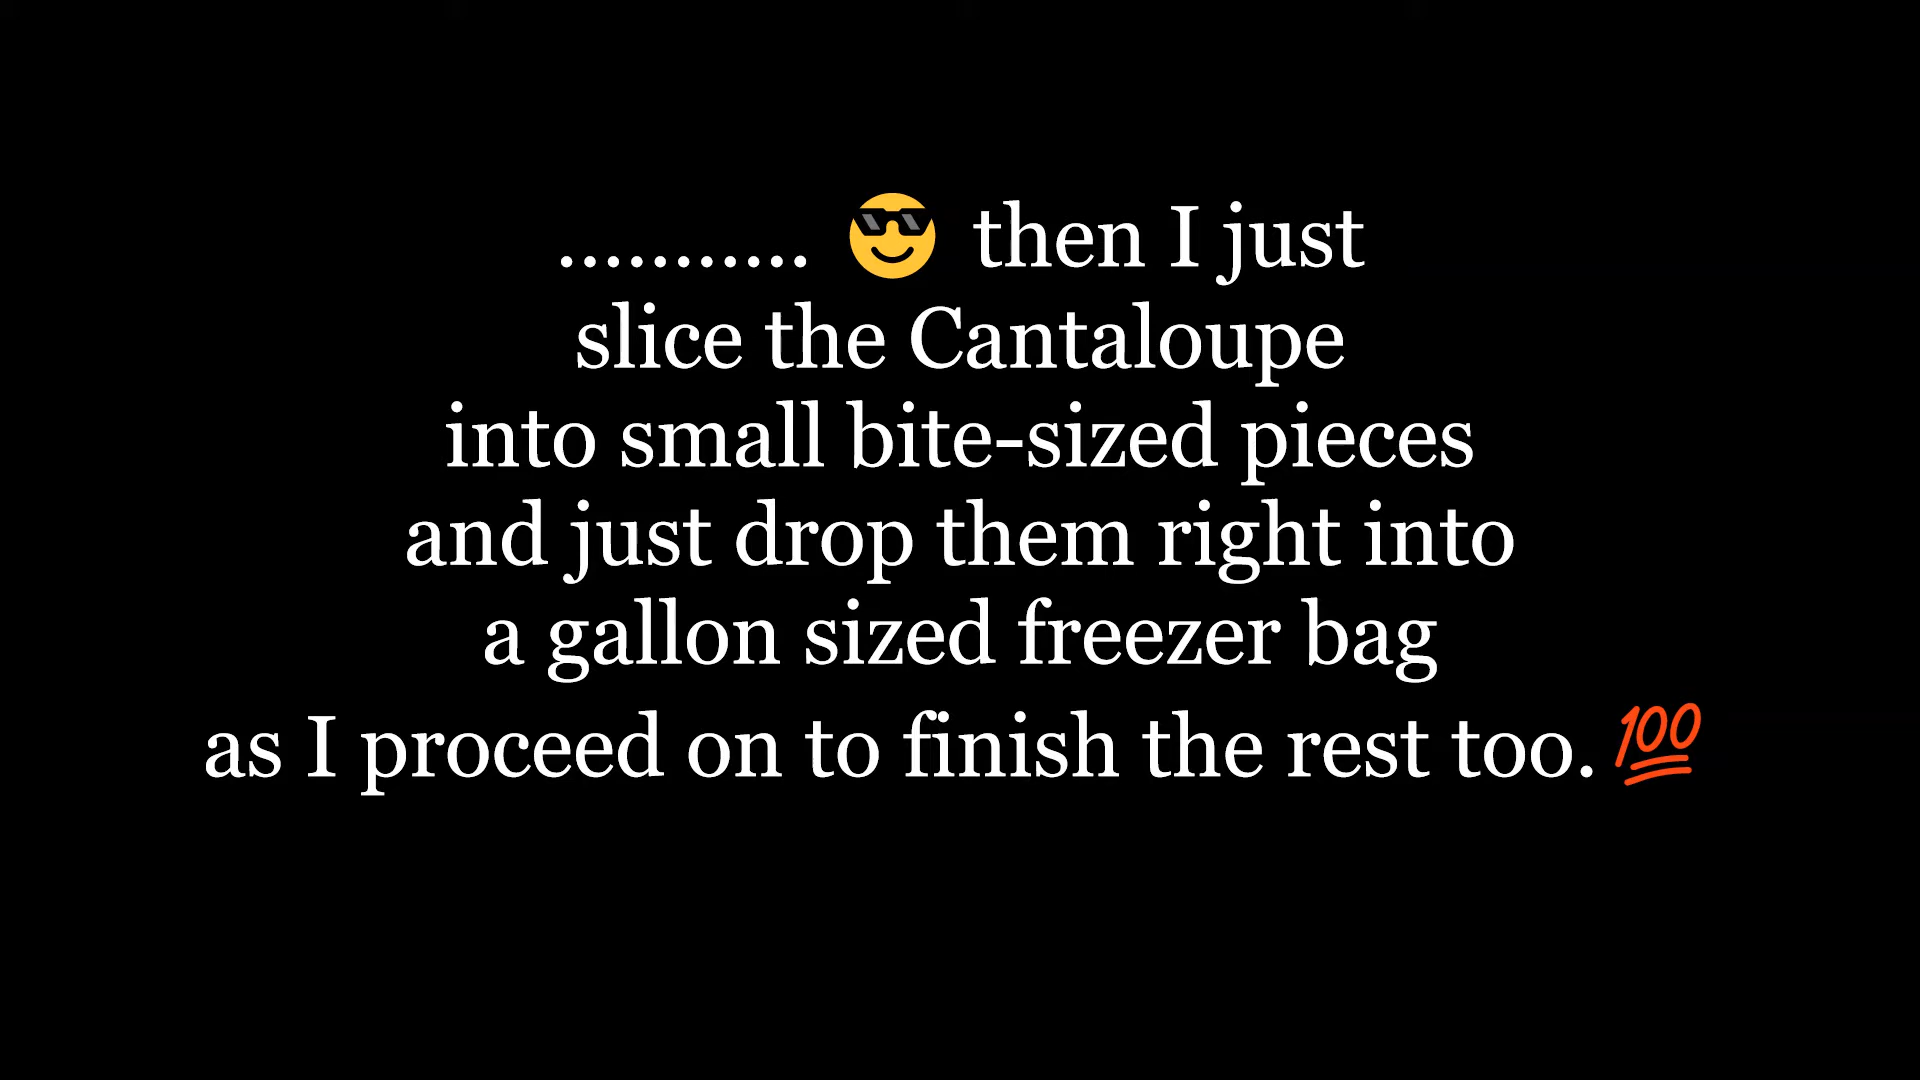 ........... 😎 then I just
slice the Cantaloupe
into small bite-sized pieces
and just drop them right into
a gallon sized freezer bag
as I proceed on to finish the rest too. 💯